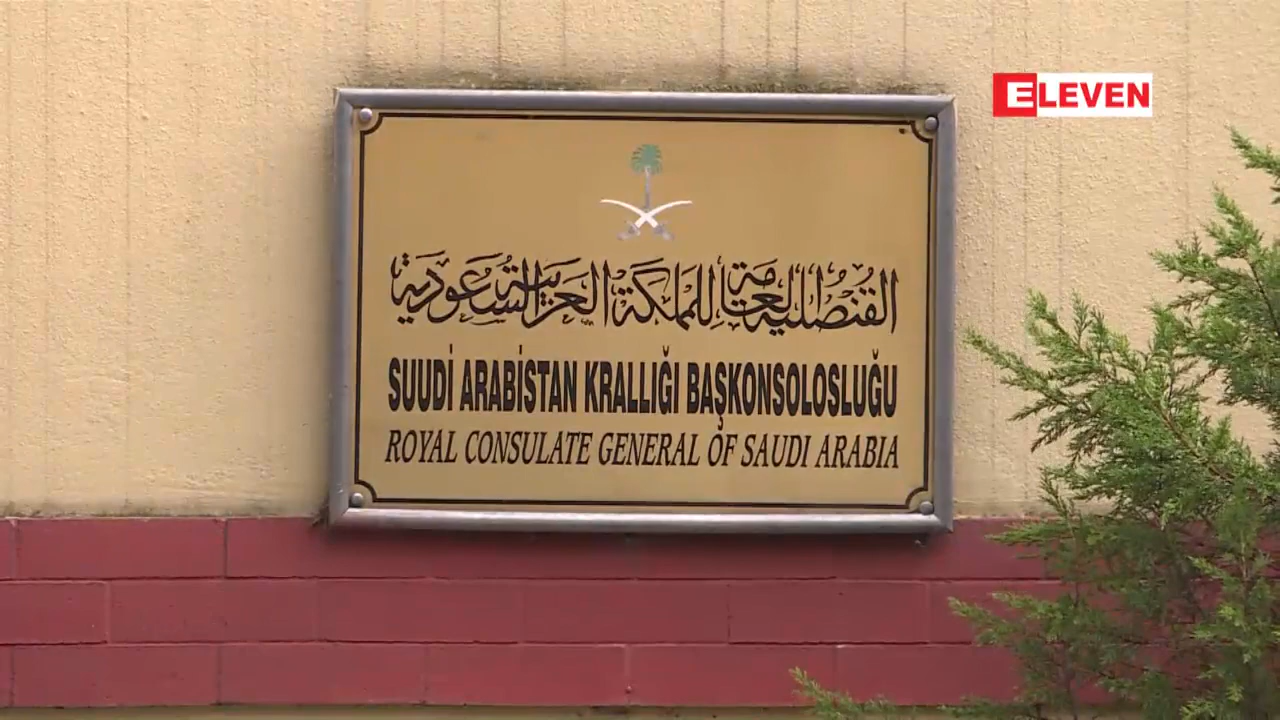 ELEVEN
القنصلية العامة للمملكة العربية السعودية
SUUDİ ARABİSTAN KRALLIĞI BAŞKONSOLOSLUĞU
ROYAL CONSULATE GENERAL OF SAUDI ARABIA